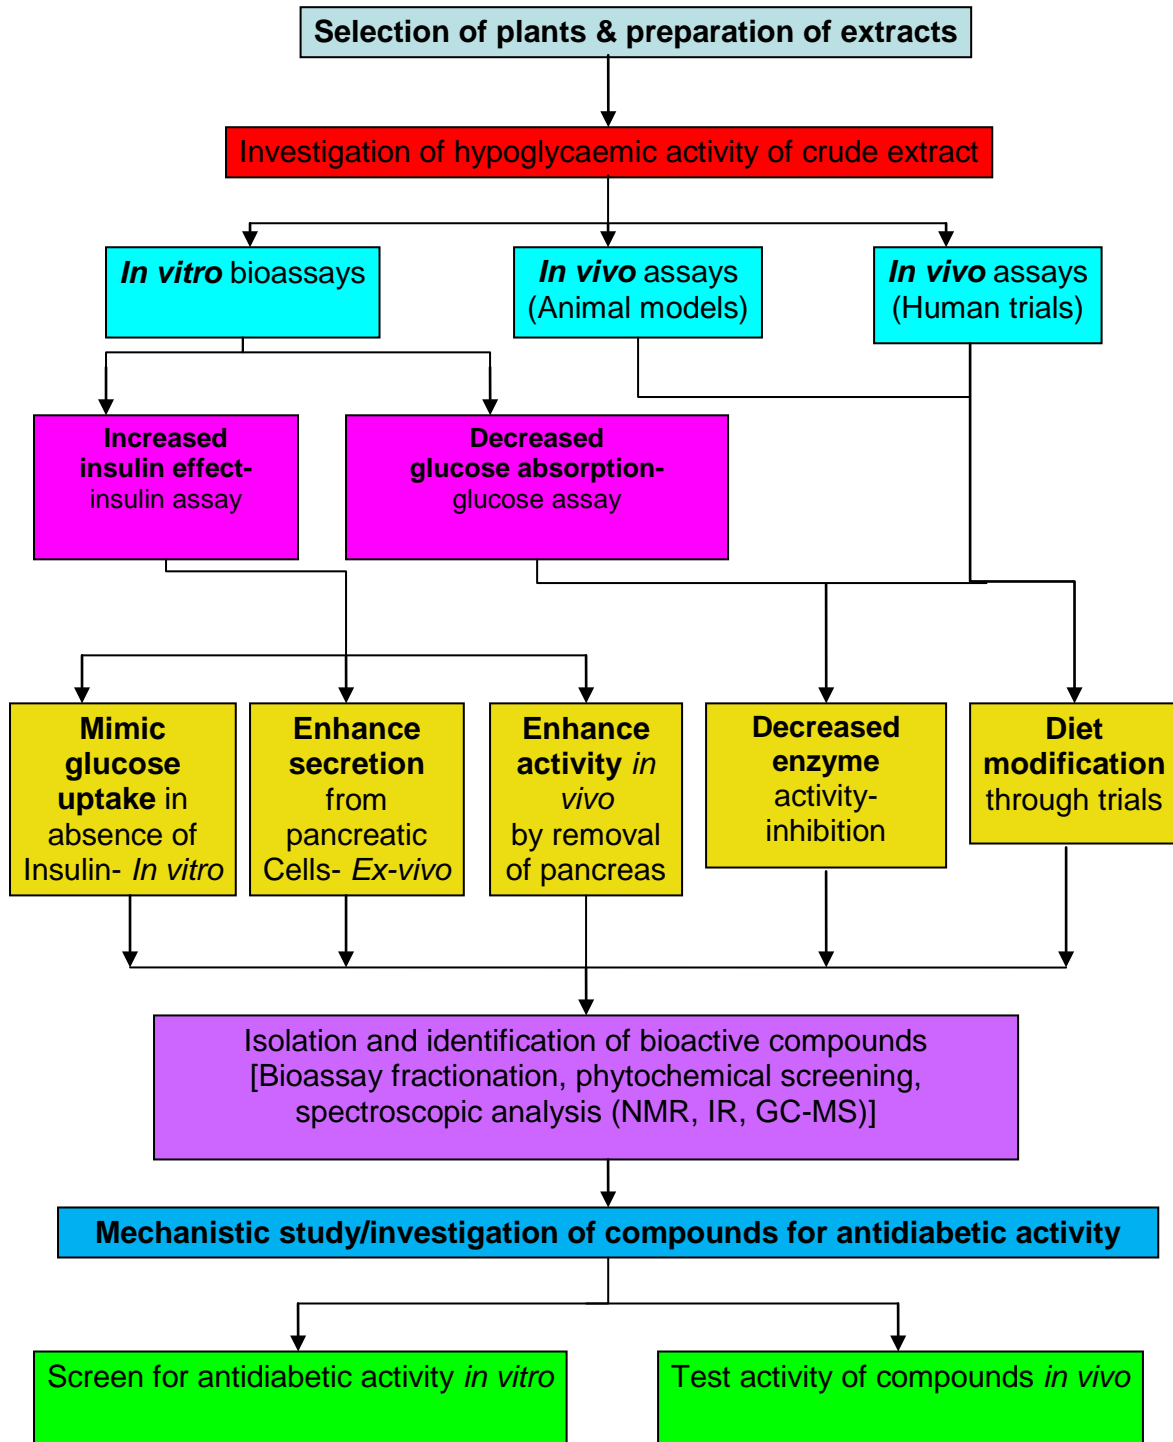 Selection of plants & preparation of extracts
Investigation of hypoglycaemic activity of crude extract
In vitro bioassays
In vivo assays
(Animal models)
In vivo assays
(Human trials)
Increased
insulin effect-
insulin assay
Decreased
glucose absorption-
glucose assay
Mimic
glucose
uptake in
absence of
Insulin- In vitro
Enhance
secretion
from
pancreatic
Cells- Ex-vivo
Enhance
activity in
vivo
by removal
of pancreas
Decreased
enzyme
activity-
inhibition
Diet
modification
through trials
Isolation and identification of bioactive compounds
[Bioassay fractionation, phytochemical screening,
spectroscopic analysis (NMR, IR, GC-MS)]
Mechanistic study/investigation of compounds for antidiabetic activity
Screen for antidiabetic activity in vitro
Test activity of compounds in vivo